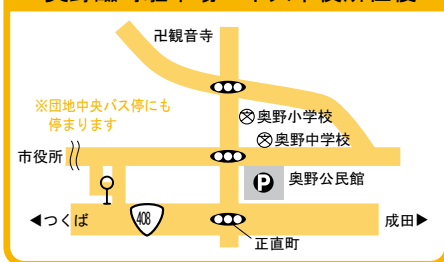 卍観音寺
※団地中央バス停にも
停まります
文奥野小学校
文奥野中学校
市役所
P 奥野公民館
◀つくば
408
成田▶
正直町